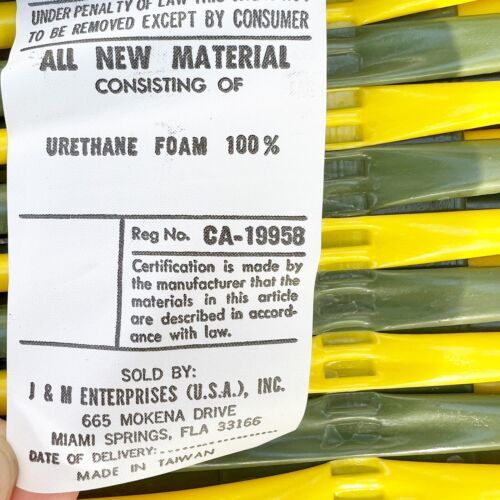 UNDER PENALTY OF LAW THIS TAG NOT
TO BE REMOVED EXCEPT BY CONSUMER
ALL NEW MATERIAL
CONSISTING OF
URETHANE FOAM 100%
Reg No. CA-19958
Certification is made by
the manufacturer that the
materials in this article
are described in accord-
ance with law.
SOLD BY:
J & M ENTERPRISES (U.S.A.), INC.
665 MOKENA DRIVE
MIAMI SPRINGS, FLA 33166
DATE OF DELIVERY:
MADE IN TAIWAN